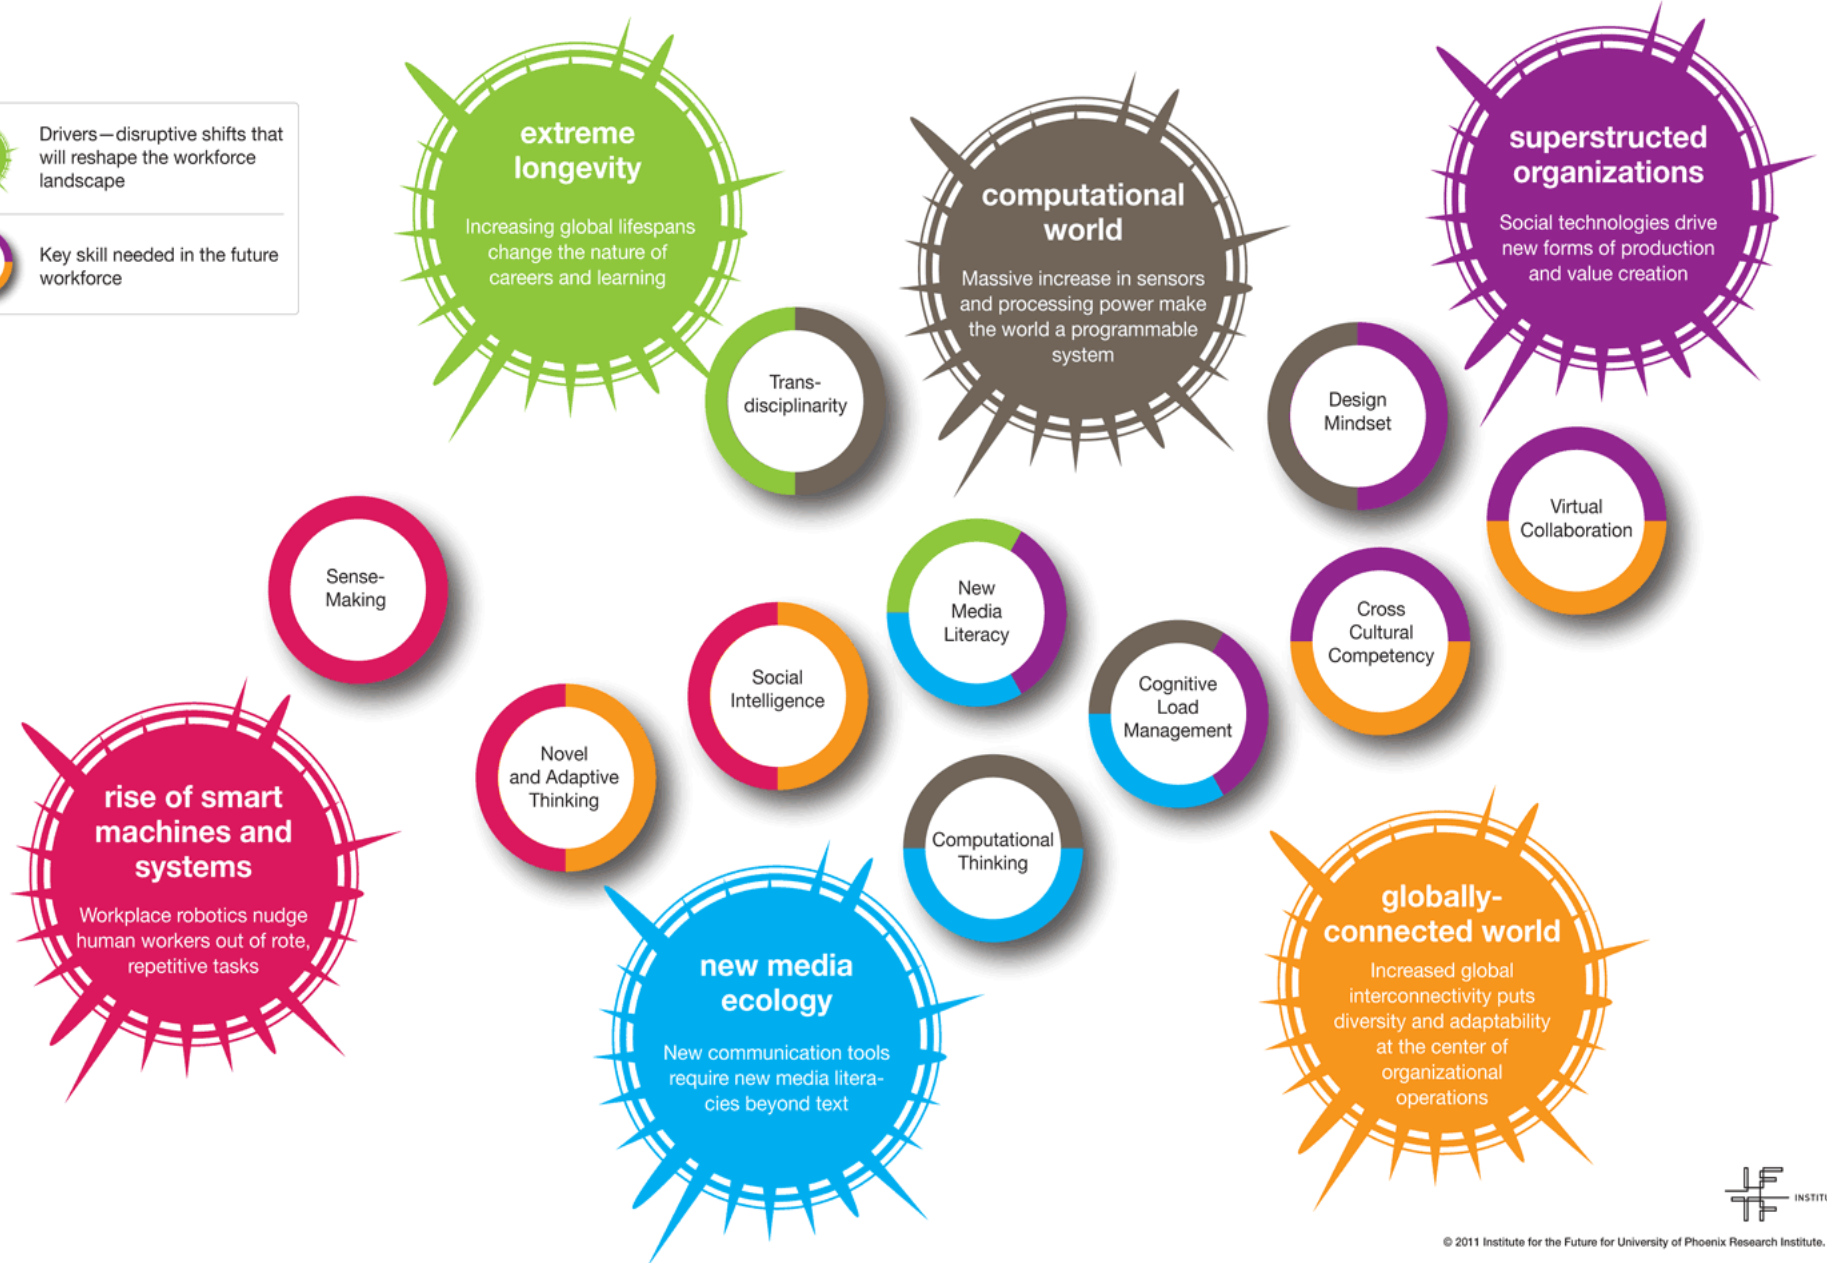 Drivers—disruptive shifts that
will reshape the workforce
landscape
Key skill needed in the future
workforce
extreme
longevity
Increasing global lifespans
change the nature of
careers and learning
computational
world
Massive increase in sensors
and processing power make
the world a programmable
system
superstructed
organizations
Social technologies drive
new forms of production
and value creation
Trans-
disciplinarity
Design
Mindset
Virtual
Collaboration
Sense-
Making
New
Media
Literacy
Cross
Cultural
Competency
Social
Intelligence
Cognitive
Load
Management
Novel
and Adaptive
Thinking
Computational
Thinking
rise of smart
machines and
systems
Workplace robotics nudge
human workers out of rote,
repetitive tasks
new media
ecology
New communication tools
require new media litera-
cies beyond text
globally-
connected world
Increased global
interconnectivity puts
diversity and adaptability
at the center of
organizational
operations
© 2011 Institute for the Future for University of Phoenix Research Institute.